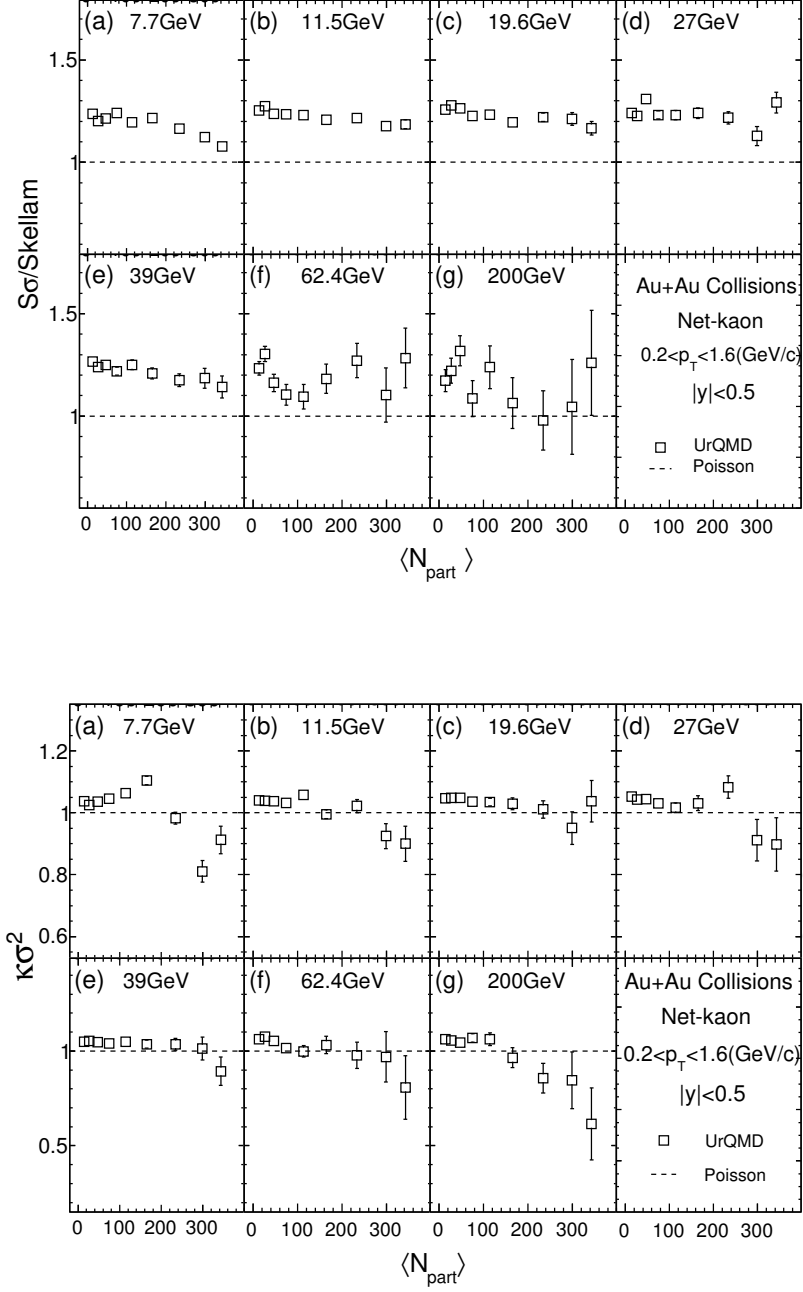 (a) 7.7GeV (b) 11.5GeV (c) 19.6GeV (d) 27GeV
1.5
1
Sσ/Skellam
(e) 39GeV (f) 62.4GeV (g) 200GeV
1.5
1
Au+Au Collisions
Net-kaon
0.2<p_T<1.6(GeV/c)
|y|<0.5
UrQMD
Poisson
0 100 200 300 0 100 200 300 0 100 200 300 0 100 200 300
⟨N_part ⟩
(a) 7.7GeV (b) 11.5GeV (c) 19.6GeV (d) 27GeV
1.2
1
0.8
0.6
κσ²
(e) 39GeV (f) 62.4GeV (g) 200GeV
1
0.5
Au+Au Collisions
Net-kaon
0.2<p_T<1.6(GeV/c)
|y|<0.5
UrQMD
Poisson
0 100 200 300 0 100 200 300 0 100 200 300 0 100 200 300
⟨N_part⟩